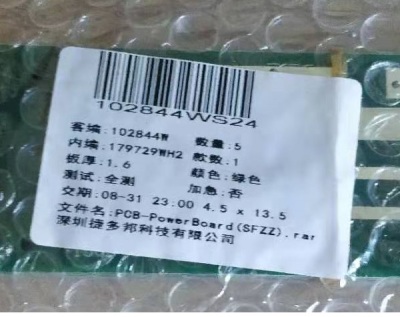 102844WS24
客编:102844W 数量:5
内编:179729WH2 款数:1
板厚:1.6 颜色:绿色
测试:全测 加急:否
交期:08-31 23:00 4.5 x 13.5
文件名:PCB-PowerBoard(SFZZ).rar
深圳捷多邦科技有限公司